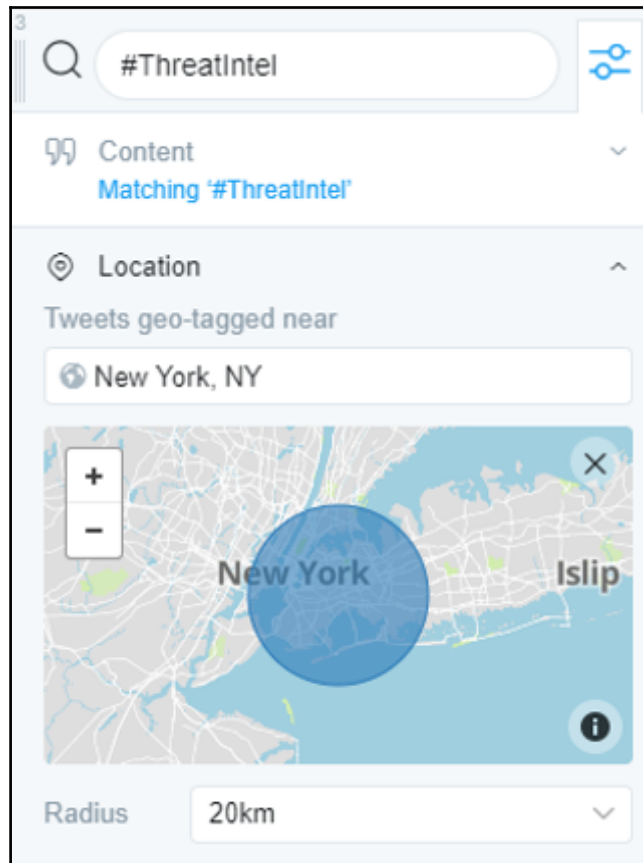 3
#ThreatIntel
Content
Matching ‘#ThreatIntel’
Location
Tweets geo-tagged near
New York, NY
+
−
New York
Islip
Radius
20km